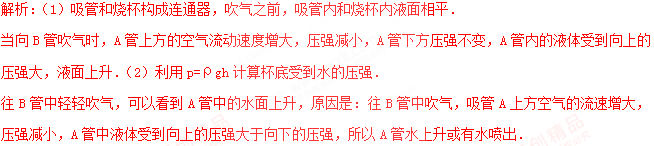 解析：（1）吸管和烧杯构成连通器，吹气之前，吸管内和烧杯内液面相平．
当向B管吹气时，A管上方的空气流动速度增大，压强减小，A管下方压强不变，A管内的液体受到向上的
压强大，液面上升．（2）利用p=ρgh计算杯底受到水的压强．
往B管中轻轻吹气，可以看到A管中的水面上升，原因是：往B管中吹气，吸管A上方空气的流速增大，
压强减小，A管中液体受到向上的压强大于向下的压强，所以A管水上升或有水喷出．